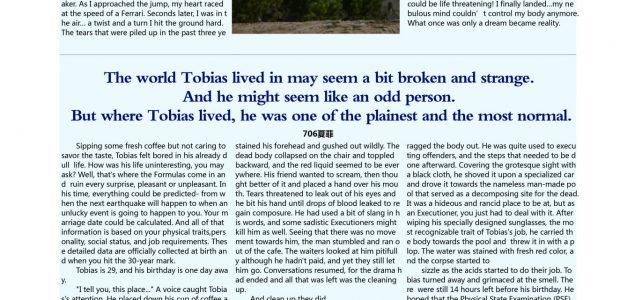 aker. As I approached the jump, my heart raced
at the speed of a Ferrari. Seconds later, I was in t
he air... a twist and a turn I hit the ground hard.
The tears that were piled up in the past three ye
could be life threatening! I finally landed...my ne
bulous mind couldn't control my body anymore.
What once was only a dream became reality.
The world Tobias lived in may seem a bit broken and strange.
And he might seem like an odd person.
But where Tobias lived, he was one of the plainest and the most normal.
706夏菲
Sipping some fresh coffee but not caring to
savor the taste, Tobias felt bored in his already d
ull life. How was his life uninteresting, you may
ask? Well, that's where the Formulas come in an
d ruin every surprise, pleasant or unpleasant. In
his time, everything could be predicted- from w
hen the next earthquake will happen to when an
unlucky event is going to happen to you. Your m
arriage date could be calculated. And all of that
information is based on your physical traits,pers
onality, social status, and job requirements. Thes
e detailed data are officially collected at birth an
d when you hit the 30-year mark.
Tobias is 29, and his birthday is one day awa
y.
"I tell you, this place..." A voice caught Tobia
s's attention. He placed down his cup of coffee a
stained his forehead and gushed out wildly. The
dead body collapsed on the chair and toppled
backward, and the red liquid seemed to be ever
ywhere. His friend wanted to scream, then thou
ght better of it and placed a hand over his mou
th. Tears threatened to leak out of his eyes and
he bit his hand until drops of blood leaked to re
gain composure. He had used a bit of slang in h
is words, and some sadistic Executioners might
kill him as well. Seeing that there was no move
ment towards him, the man stumbled and ran o
ut of the cafe. The waiters looked at him pitifull
y although he hadn't paid, and yet they still let
him go. Conversations resumed, for the drama h
ad ended and all that was left was the cleaning
up.
And clean up they did.
ragged the body out. He was quite used to execu
ting offenders, and the steps that needed to be d
one afterward. Covering the grotesque sight with
a black cloth, he shoved it upon a specialized car
and drove it towards the nameless man-made po
nd that served as a decomposing site for the dead.
It was a hideous and rancid place to be at, but as
an Executioner, you just had to deal with it. After
wiping his specially designed sunglasses, the mo
st recognizable trait of Tobias's job, he carried th
e body towards the pond and threw it in with a p
lop. The water was stained with fresh red color, a
nd the corpse started to
sizzle as the acids started to do their job. To
bias turned away and grimaced at the smell. The
re were still 14 hours left before his birthday. He
hoped that the Physical State Examination (PSE)